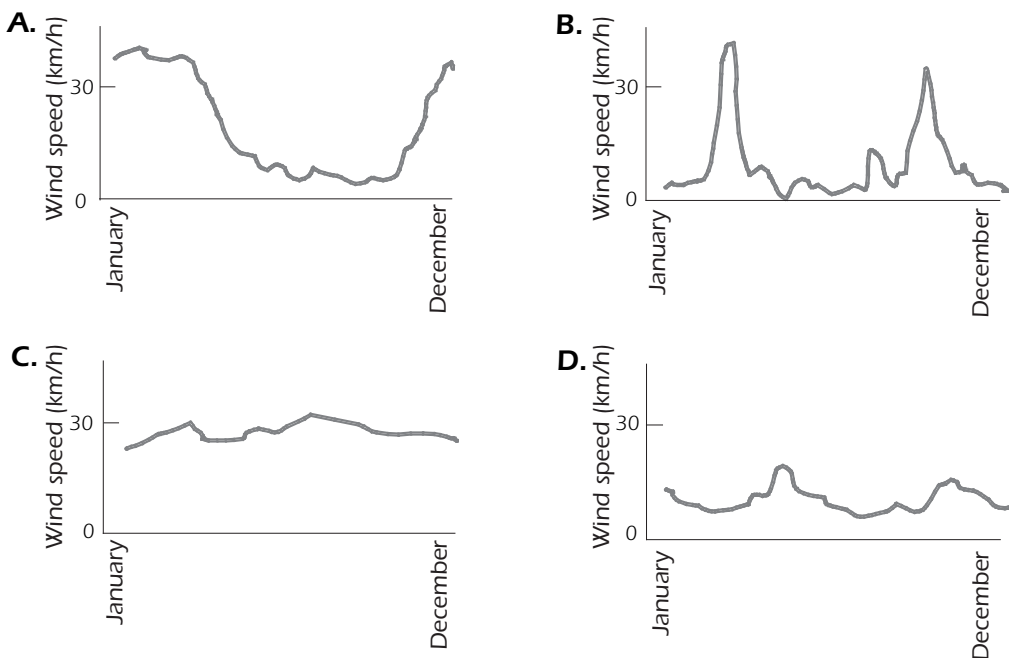 A.
Wind speed (km/h)
30
0
January
December
B.
Wind speed (km/h)
30
0
January
December
C.
Wind speed (km/h)
30
0
January
December
D.
Wind speed (km/h)
30
0
January
December